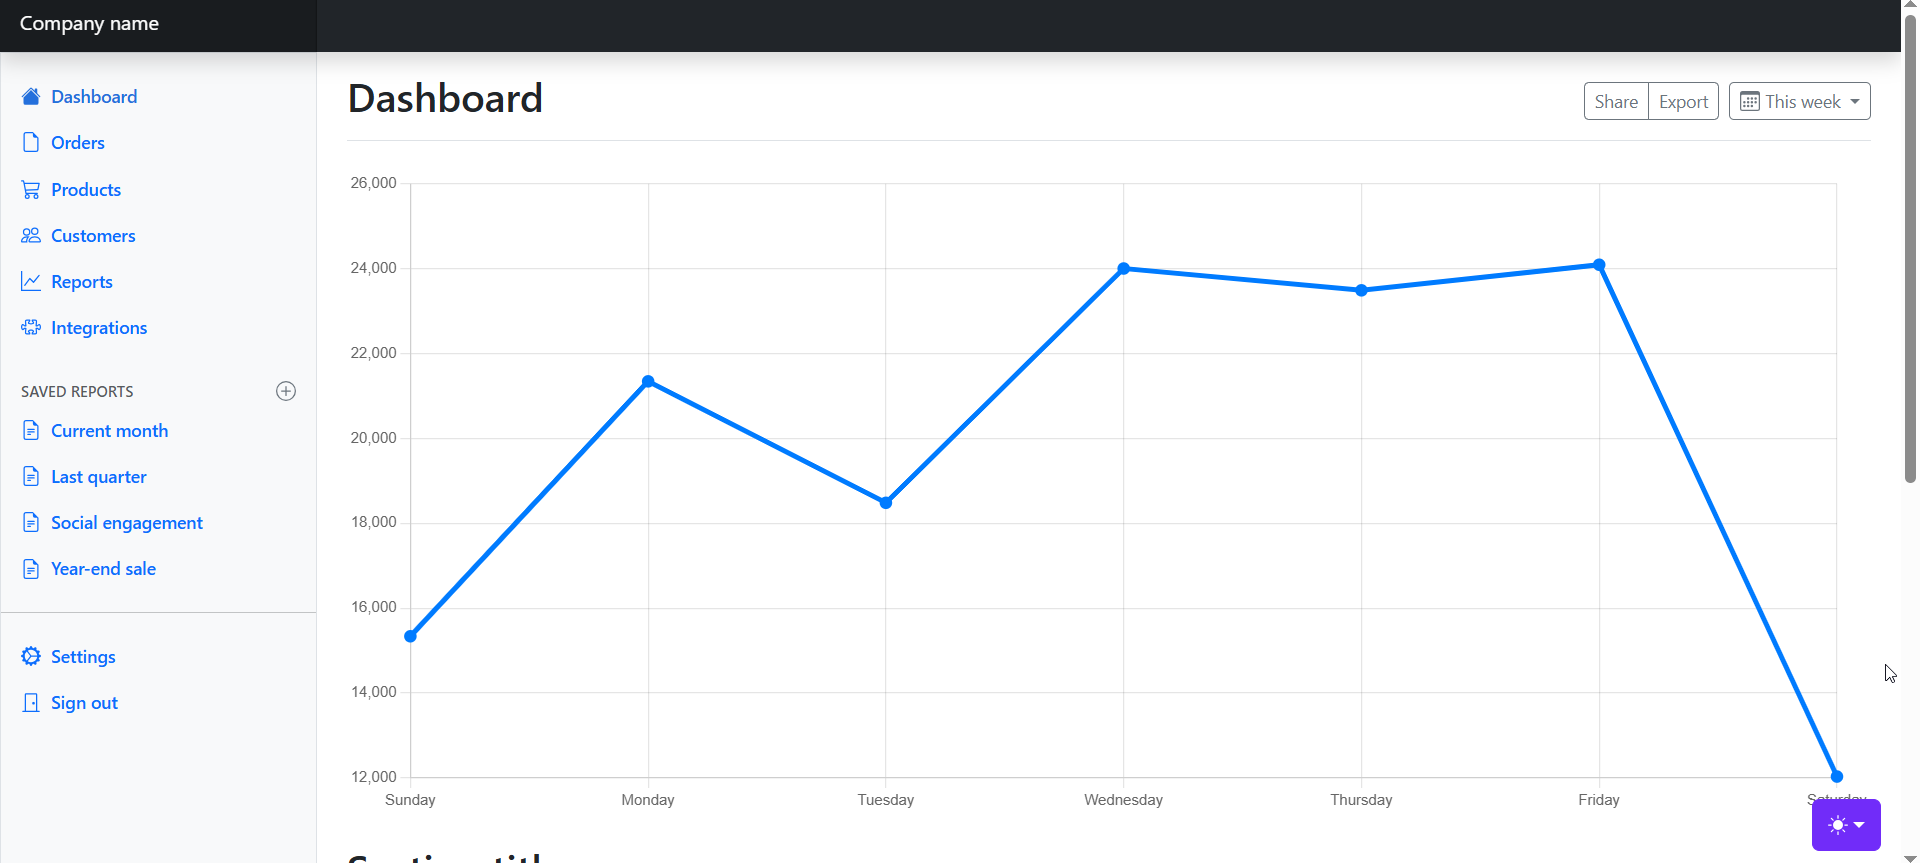 Company name
Dashboard
Orders
Products
Customers
Reports
Integrations
SAVED REPORTS
Current month
Last quarter
Social engagement
Year-end sale
Settings
Sign out
Dashboard
Share
Export
This week
26,000
24,000
22,000
20,000
18,000
16,000
14,000
12,000
Sunday
Monday
Tuesday
Wednesday
Thursday
Friday
Saturday